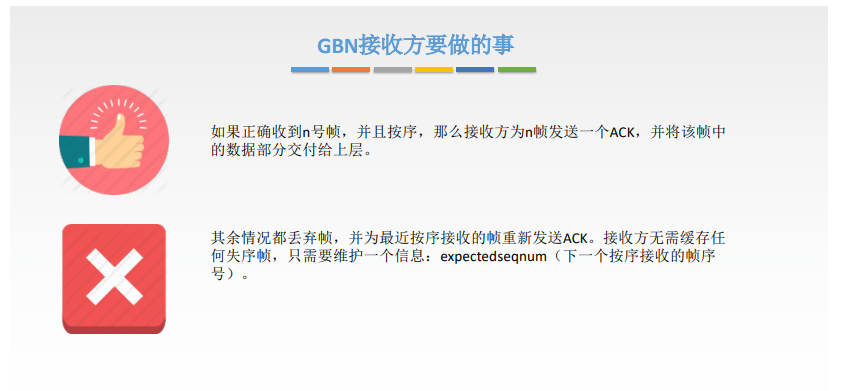 GBN接收方要做的事
如果正确收到n号帧，并且按序，那么接收方为n帧发送一个ACK，并将该帧中
的数据部分交付给上层。
其余情况都丢弃帧，并为最近按序接收的帧重新发送ACK。接收方无需缓存任
何失序帧，只需要维护一个信息：expectedseqnum（下一个按序接收的帧序
号）。